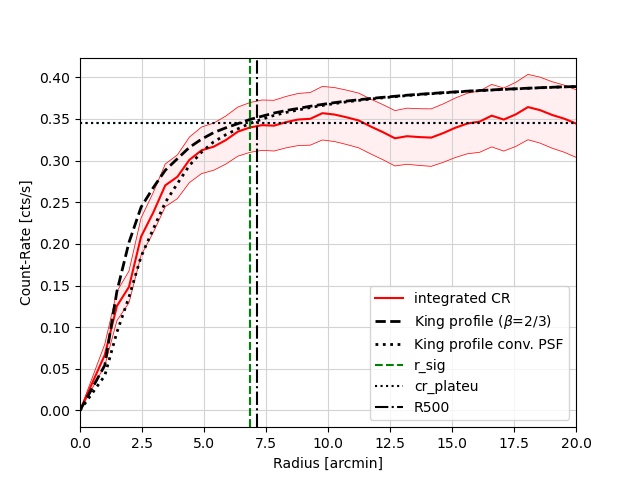 0.40
0.35
0.30
0.25
0.20
0.15
0.10
0.05
0.00
Count-Rate [cts/s]
integrated CR
King profile (β=2/3)
King profile conv. PSF
r_sig
cr_plateu
R500
0.0 2.5 5.0 7.5 10.0 12.5 15.0 17.5 20.0
Radius [arcmin]